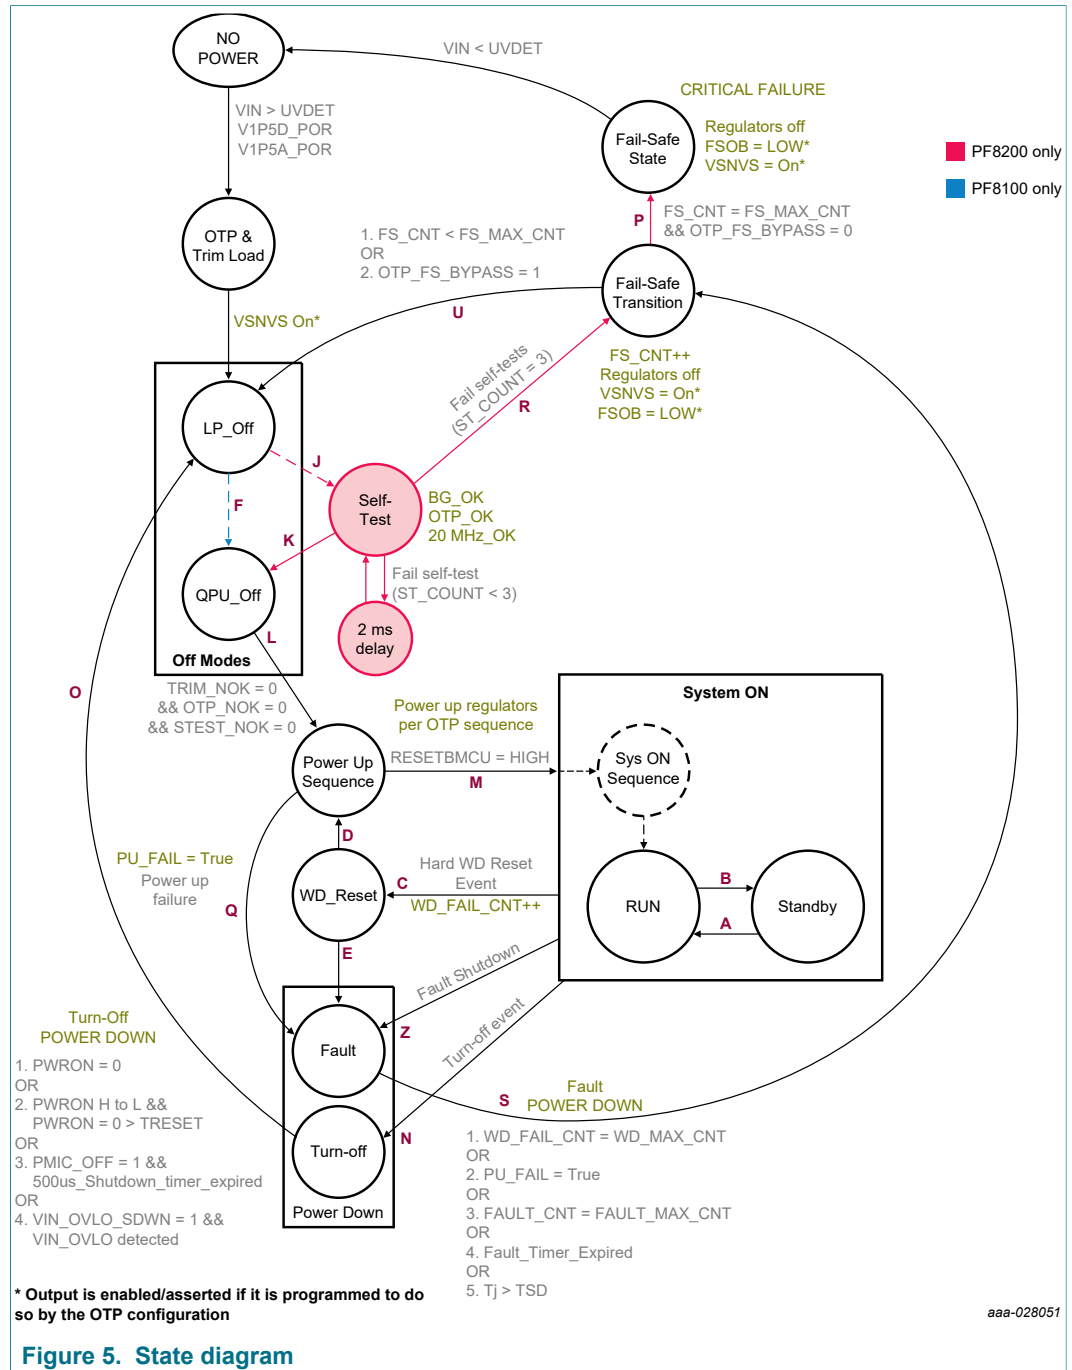 NO
POWER
VIN < UVDET
CRITICAL FAILURE
VIN > UVDET
V1P5D_POR
V1P5A_POR
Fail-Safe
State
Regulators off
FSOB = LOW*
VSNVS = On*
PF8200 only
PF8100 only
P
FS_CNT = FS_MAX_CNT
&& OTP_FS_BYPASS = 0
OTP &
Trim Load
1. FS_CNT < FS_MAX_CNT
OR
2. OTP_FS_BYPASS = 1
Fail-Safe
Transition
U
VSNVS On*
FS_CNT++
Regulators off
VSNVS = On*
FSOB = LOW*
Fail self-tests
(ST_COUNT = 3)
R
LP_Off
J
F
Self-
Test
BG_OK
OTP_OK
20 MHz_OK
K
QPU_Off
Fail self-test
(ST_COUNT < 3)
2 ms
delay
L
Off Modes
O
TRIM_NOK = 0
&& OTP_NOK = 0
&& STEST_NOK = 0
Power up regulators
per OTP sequence
System ON
Power Up
Sequence
RESETBMCU = HIGH
M
Sys ON
Sequence
D
PU_FAIL = True
Power up
failure
Q
WD_Reset
C
Hard WD Reset
Event
WD_FAIL_CNT++
RUN
B
A
Standby
E
Fault Shutdown
Z
Turn-off event
Fault
Turn-Off
POWER DOWN
1. PWRON = 0
OR
2. PWRON H to L &&
PWRON = 0 > TRESET
OR
3. PMIC_OFF = 1 &&
500us_Shutdown_timer_expired
OR
4. VIN_OVLO_SDWN = 1 &&
VIN_OVLO detected
S
Fault
POWER DOWN
N
Turn-off
Power Down
1. WD_FAIL_CNT = WD_MAX_CNT
OR
2. PU_FAIL = True
OR
3. FAULT_CNT = FAULT_MAX_CNT
OR
4. Fault_Timer_Expired
OR
5. Tj > TSD
* Output is enabled/asserted if it is programmed to do
so by the OTP configuration
aaa-028051
Figure 5. State diagram